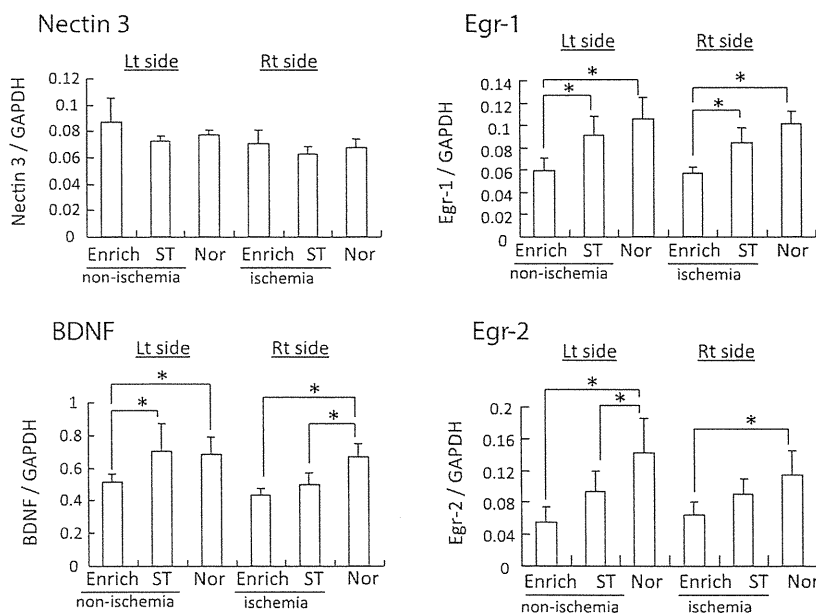 Nectin 3
Lt side Rt side
Nectin 3 / GAPDH
0.12
0.1
0.08
0.06
0.04
0.02
0
Enrich ST Nor Enrich ST Nor
non-ischemia ischemia
Egr-1
Lt side Rt side
Egr-1 / GAPDH
0.14
0.12
0.1
0.08
0.06
0.04
0.02
0
* * * *
Enrich ST Nor Enrich ST Nor
non-ischemia ischemia
BDNF
Lt side Rt side
BDNF / GAPDH
1
0.8
0.6
0.4
0.2
0
* * * *
Enrich ST Nor Enrich ST Nor
non-ischemia ischemia
Egr-2
Lt side Rt side
Egr-2 / GAPDH
0.2
0.16
0.12
0.08
0.04
0
* * *
Enrich ST Nor Enrich ST Nor
non-ischemia ischemia